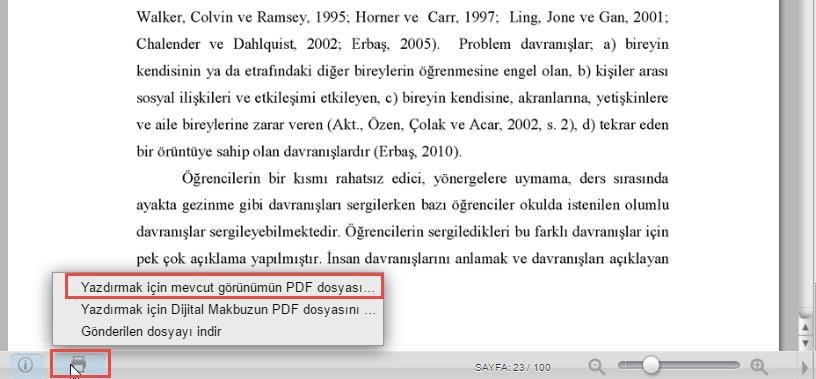 Walker, Colvin ve Ramsey, 1995; Horner ve Carr, 1997; Ling, Jone ve Gan, 2001;
Chalender ve Dahlquist, 2002; Erbaş, 2005). Problem davranışlar; a) bireyin
kendisinin ya da etrafındaki diğer bireylerin öğrenmesine engel olan, b) kişiler arası
sosyal ilişkileri ve etkileşimi etkileyen, c) bireyin kendisine, akranlarına, yetişkinlere
ve aile bireylerine zarar veren (Akt., Özen, Çolak ve Acar, 2002, s. 2), d) tekrar eden
bir örüntüye sahip olan davranışlardır (Erbaş, 2010).
Öğrencilerin bir kısmı rahatsız edici, yönergelere uymama, ders sırasında
ayakta gezinme gibi davranışları sergilerken bazı öğrenciler okulda istenilen olumlu
davranışlar sergileyebilmektedir. Öğrencilerin sergiledikleri bu farklı davranışlar için
pek çok açıklama yapılmıştır. İnsan davranışlarını anlamak ve davranışları açıklayan
Yazdırmak için mevcut görünümün PDF dosyası...
Yazdırmak için Dijital Makbuzun PDF dosyasını ...
Gönderilen dosyayı indir
SAYFA: 23 / 100